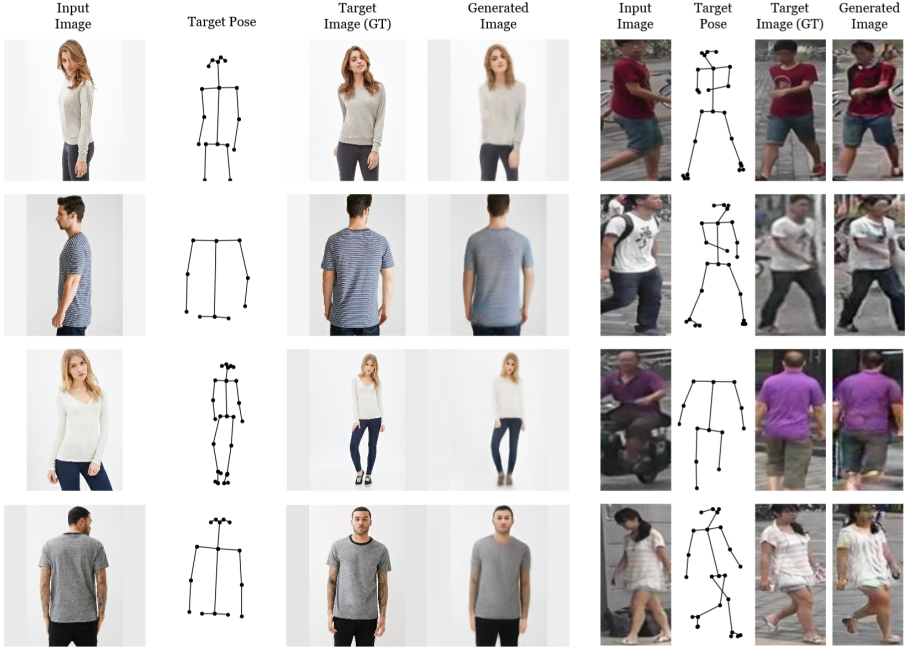 Input
Image
Target Pose
Target
Image (GT)
Generated
Image
Input
Image
Target
Pose
Target
Image (GT)
Generated
Image